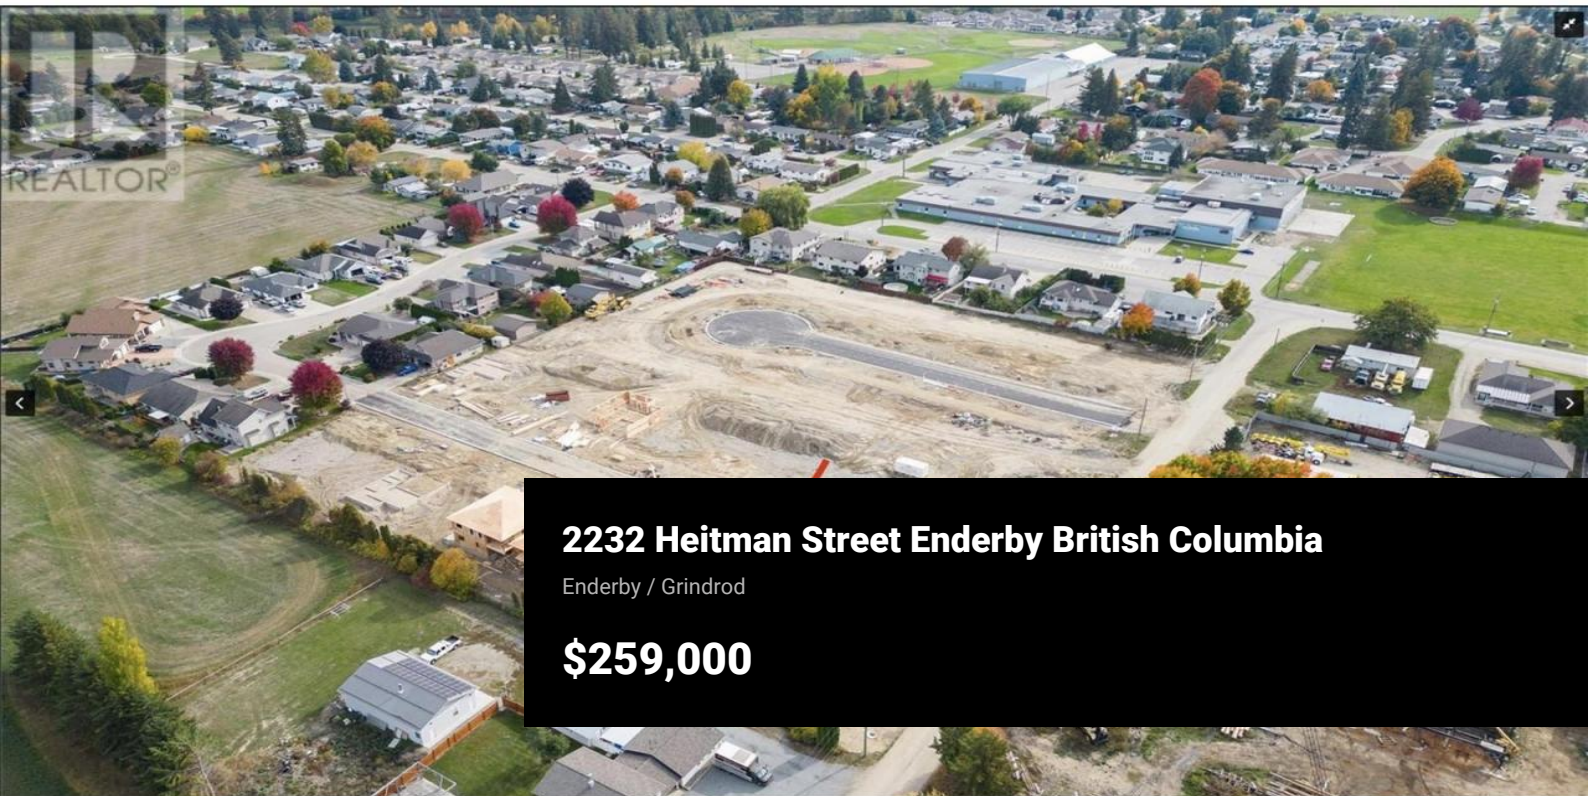 REALTOR®
2232 Heitman Street Enderby British Columbia
Enderby / Grindrod
$259,000